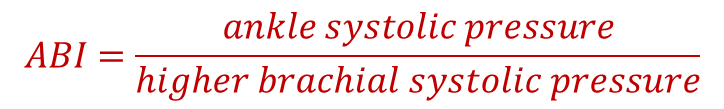 ABI = ankle systolic pressure / higher brachial systolic pressure